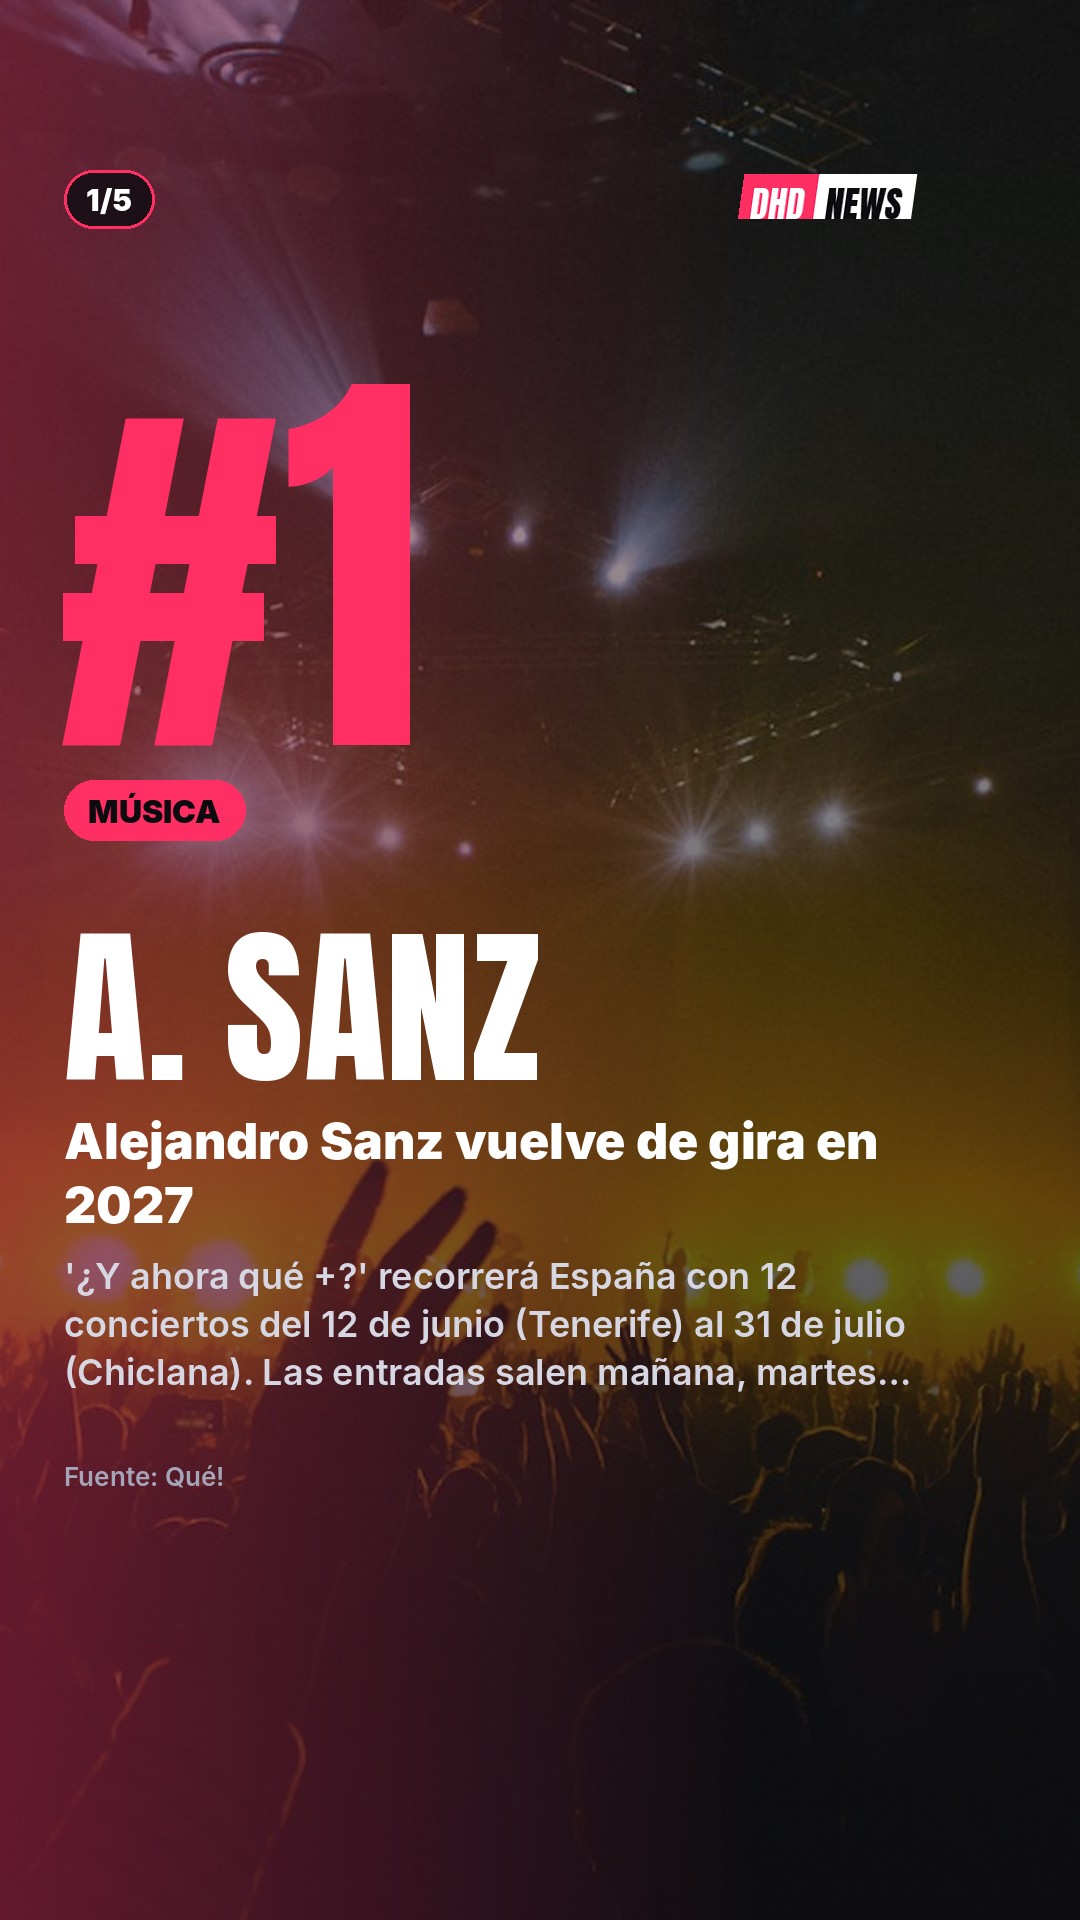 1/5
DHD NEWS
#1
MÚSICA
A. SANZ
Alejandro Sanz vuelve de gira en
2027
'¿Y ahora qué +?' recorrerá España con 12
conciertos del 12 de junio (Tenerife) al 31 de julio
(Chiclana). Las entradas salen mañana, martes...
Fuente: Qué!